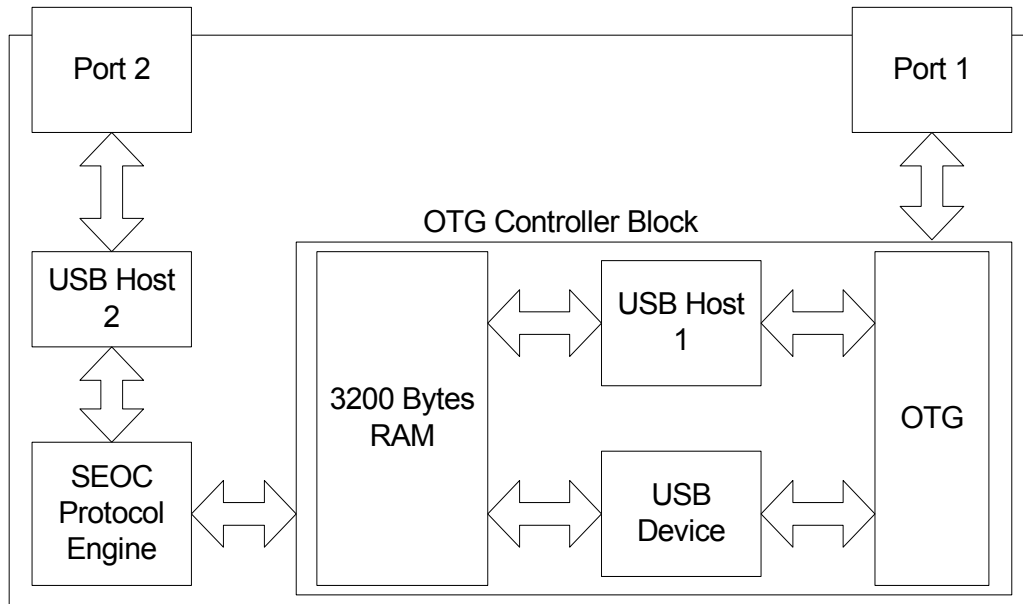 Port 2
Port 1
OTG Controller Block
USB Host
2
USB Host
1
3200 Bytes
RAM
OTG
SEOC
Protocol
Engine
USB
Device